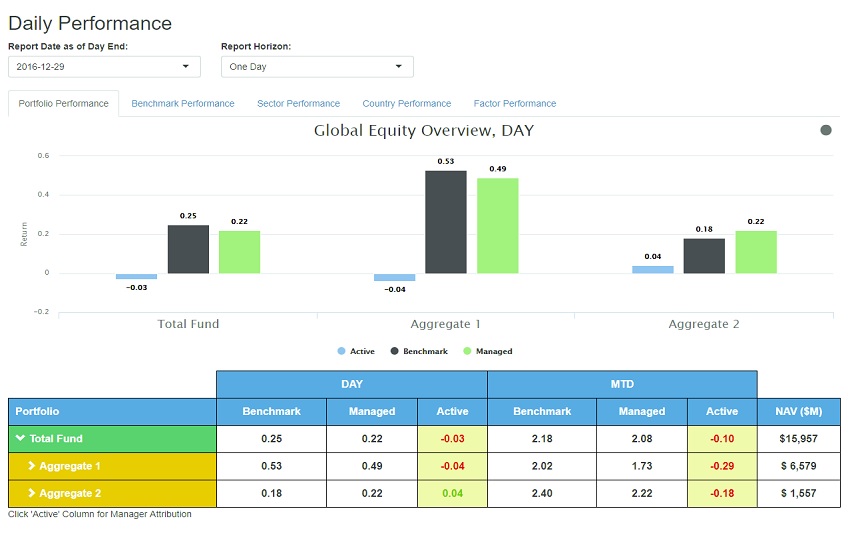 Daily Performance
Report Date as of Day End: Report Horizon:
2016-12-29 One Day
Portfolio Performance Benchmark Performance Sector Performance Country Performance Factor Performance
Global Equity Overview, DAY
0.6
0.4
0.2
0
−0.2
Return
−0.03 0.25 0.22
−0.04 0.53 0.49
0.04 0.18 0.22
Total Fund Aggregate 1 Aggregate 2
Active Benchmark Managed
DAY MTD
Portfolio Benchmark Managed Active Benchmark Managed Active NAV ($M)
Total Fund 0.25 0.22 -0.03 2.18 2.08 -0.10 $15,957
Aggregate 1 0.53 0.49 -0.04 2.02 1.73 -0.29 $ 6,579
Aggregate 2 0.18 0.22 0.04 2.40 2.22 -0.18 $ 1,557
Click 'Active' Column for Manager Attribution